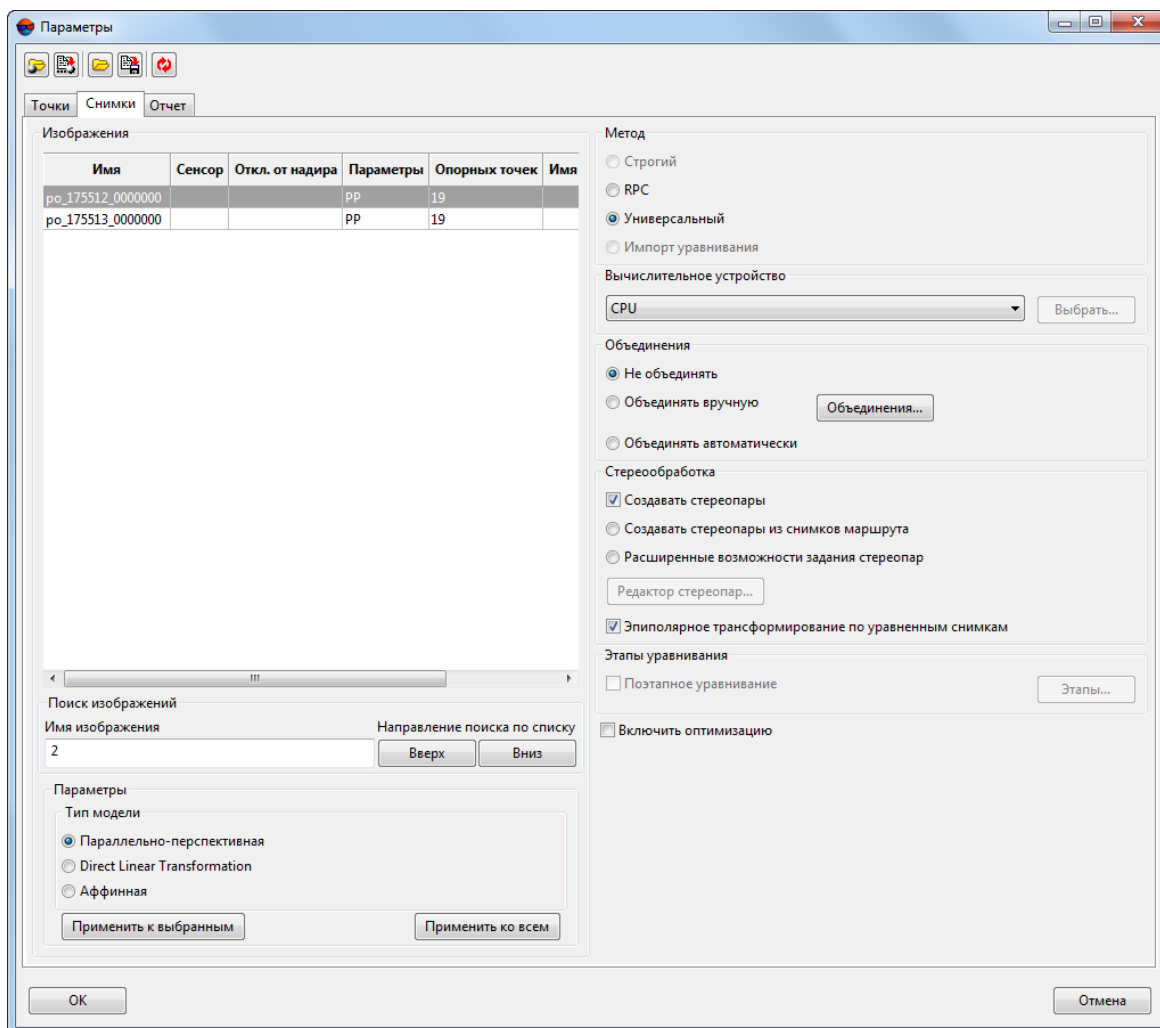 Параметры
Точки Снимки Отчет
Изображения
Имя Сенсор Откл. от надира Параметры Опорных точек Имя
po_175512_0000000 PP 19
po_175513_0000000 PP 19
Поиск изображений
Имя изображения Направление поиска по списку
2 Вверх Вниз
Параметры
Тип модели
Параллельно-перспективная
Direct Linear Transformation
Аффинная
Применить к выбранным Применить ко всем
Метод
Строгий
RPC
Универсальный
Импорт уравнивания
Вычислительное устройство
CPU Выбрать...
Объединения
Не объединять
Объединять вручную Объединения...
Объединять автоматически
Стереообработка
Создавать стереопары
Создавать стереопары из снимков маршрута
Расширенные возможности задания стереопар
Редактор стереопар...
Эпиполярное трансформирование по уравненным снимкам
Этапы уравнивания
Поэтапное уравнивание Этапы...
Включить оптимизацию
OK Отмена